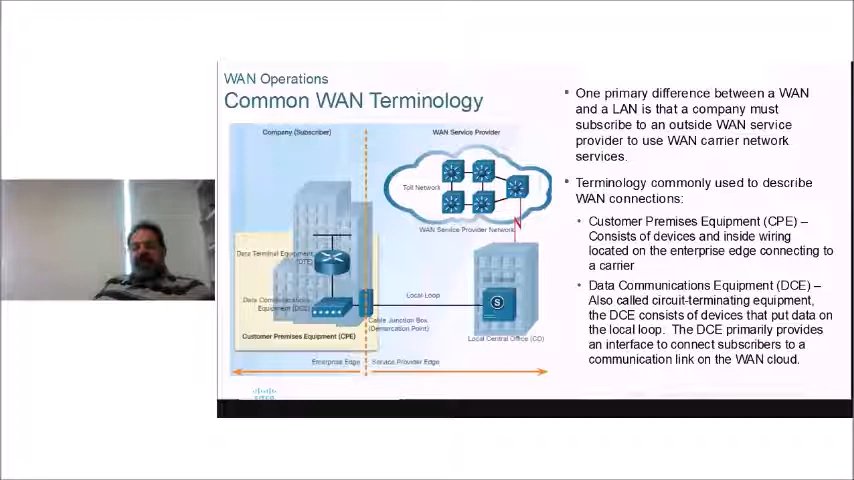 WAN Operations
Common WAN Terminology
Company (Subscriber)
WAN Service Provider
Toll Network
WAN Service Provider Network
Data Terminal Equipment
(DTE)
Data Communications
Equipment (DCE)
Local Loop
S
Cable Junction Box
(Demarcation Point)
Customer Premises Equipment (CPE)
Local Central Office (CO)
Enterprise Edge
Service Provider Edge
• One primary difference between a WAN
and a LAN is that a company must
subscribe to an outside WAN service
provider to use WAN carrier network
services.
• Terminology commonly used to describe
WAN connections:
• Customer Premises Equipment (CPE) –
Consists of devices and inside wiring
located on the enterprise edge connecting to
a carrier
• Data Communications Equipment (DCE) –
Also called circuit-terminating equipment,
the DCE consists of devices that put data on
the local loop. The DCE primarily provides
an interface to connect subscribers to a
communication link on the WAN cloud.